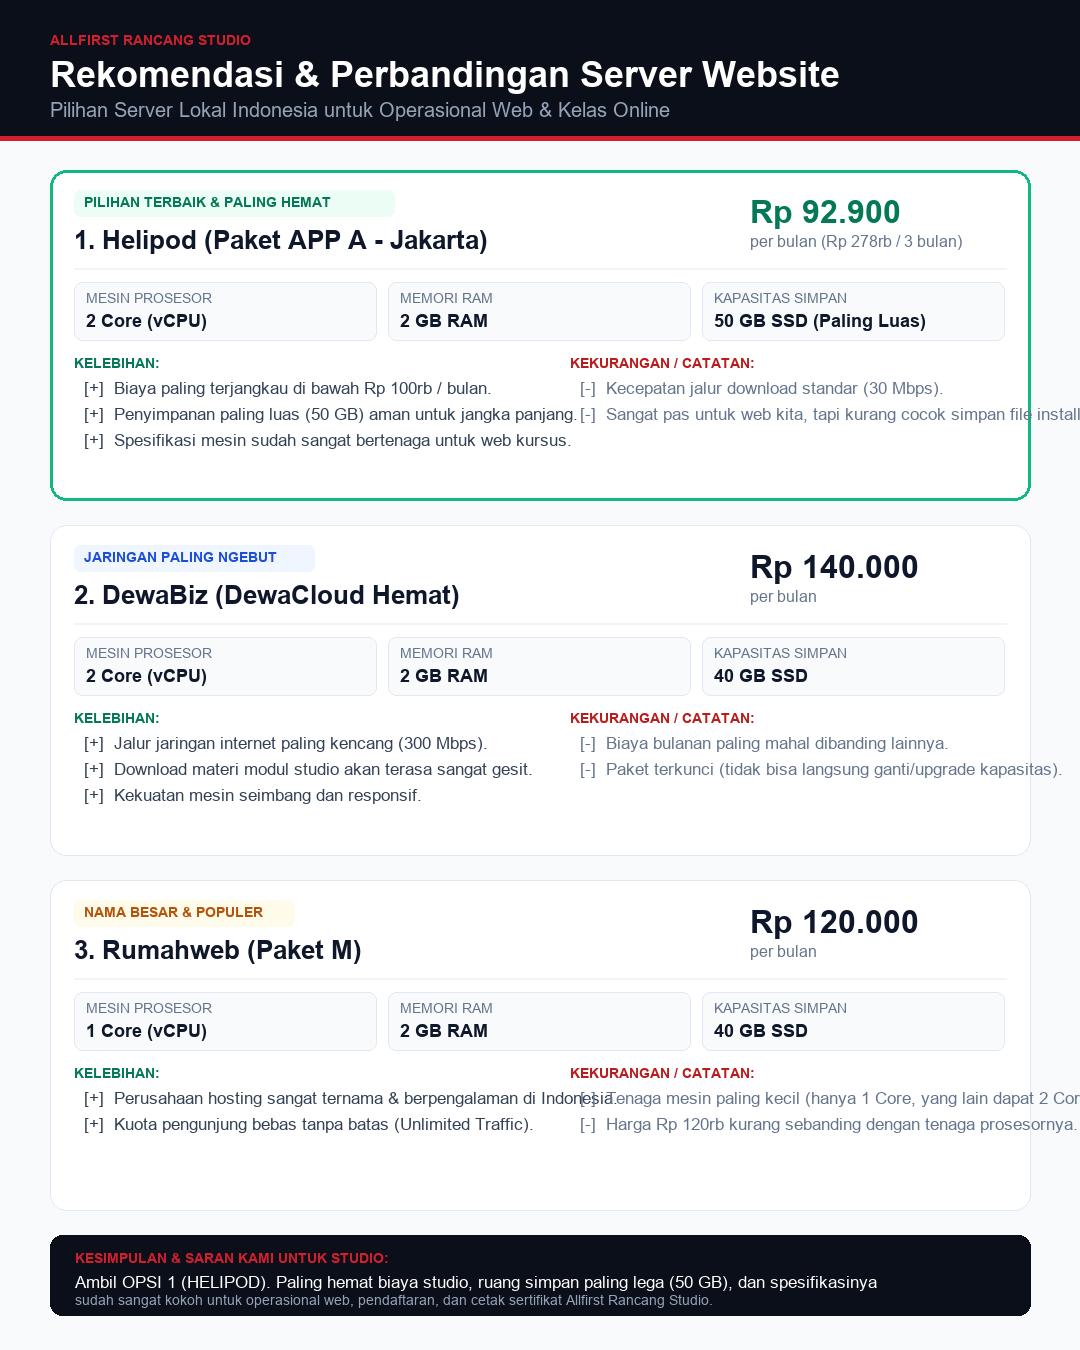 ALLFIRST RANCANG STUDIO
Rekomendasi & Perbandingan Server Website
Pilihan Server Lokal Indonesia untuk Operasional Web & Kelas Online
PILIHAN TERBAIK & PALING HEMAT
1. Helipod (Paket APP A - Jakarta)
Rp 92.900
per bulan (Rp 278rb / 3 bulan)
MESIN PROSESOR
2 Core (vCPU)
MEMORI RAM
2 GB RAM
KAPASITAS SIMPAN
50 GB SSD (Paling Luas)
KELEBIHAN:
[+] Biaya paling terjangkau di bawah Rp 100rb / bulan.
[+] Penyimpanan paling luas (50 GB) aman untuk jangka panjang.
[+] Spesifikasi mesin sudah sangat bertenaga untuk web kursus.
KEKURANGAN / CATATAN:
[-] Kecepatan jalur download standar (30 Mbps).
[-] Sangat pas untuk web kita, tapi kurang cocok simpan file install
JARINGAN PALING NGEBUT
2. DewaBiz (DewaCloud Hemat)
Rp 140.000
per bulan
MESIN PROSESOR
2 Core (vCPU)
MEMORI RAM
2 GB RAM
KAPASITAS SIMPAN
40 GB SSD
KELEBIHAN:
[+] Jalur jaringan internet paling kencang (300 Mbps).
[+] Download materi modul studio akan terasa sangat gesit.
[+] Kekuatan mesin seimbang dan responsif.
KEKURANGAN / CATATAN:
[-] Biaya bulanan paling mahal dibanding lainnya.
[-] Paket terkunci (tidak bisa langsung ganti/upgrade kapasitas).
NAMA BESAR & POPULER
3. Rumahweb (Paket M)
Rp 120.000
per bulan
MESIN PROSESOR
1 Core (vCPU)
MEMORI RAM
2 GB RAM
KAPASITAS SIMPAN
40 GB SSD
KELEBIHAN:
[+] Perusahaan hosting sangat ternama & berpengalaman di Indonesia.
[+] Kuota pengunjung bebas tanpa batas (Unlimited Traffic).
KEKURANGAN / CATATAN:
[-] Tenaga mesin paling kecil (hanya 1 Core, yang lain dapat 2 Cor
[-] Harga Rp 120rb kurang sebanding dengan tenaga prosesornya.
KESIMPULAN & SARAN KAMI UNTUK STUDIO:
Ambil OPSI 1 (HELIPOD). Paling hemat biaya studio, ruang simpan paling lega (50 GB), dan spesifikasinya
sudah sangat kokoh untuk operasional web, pendaftaran, dan cetak sertifikat Allfirst Rancang Studio.